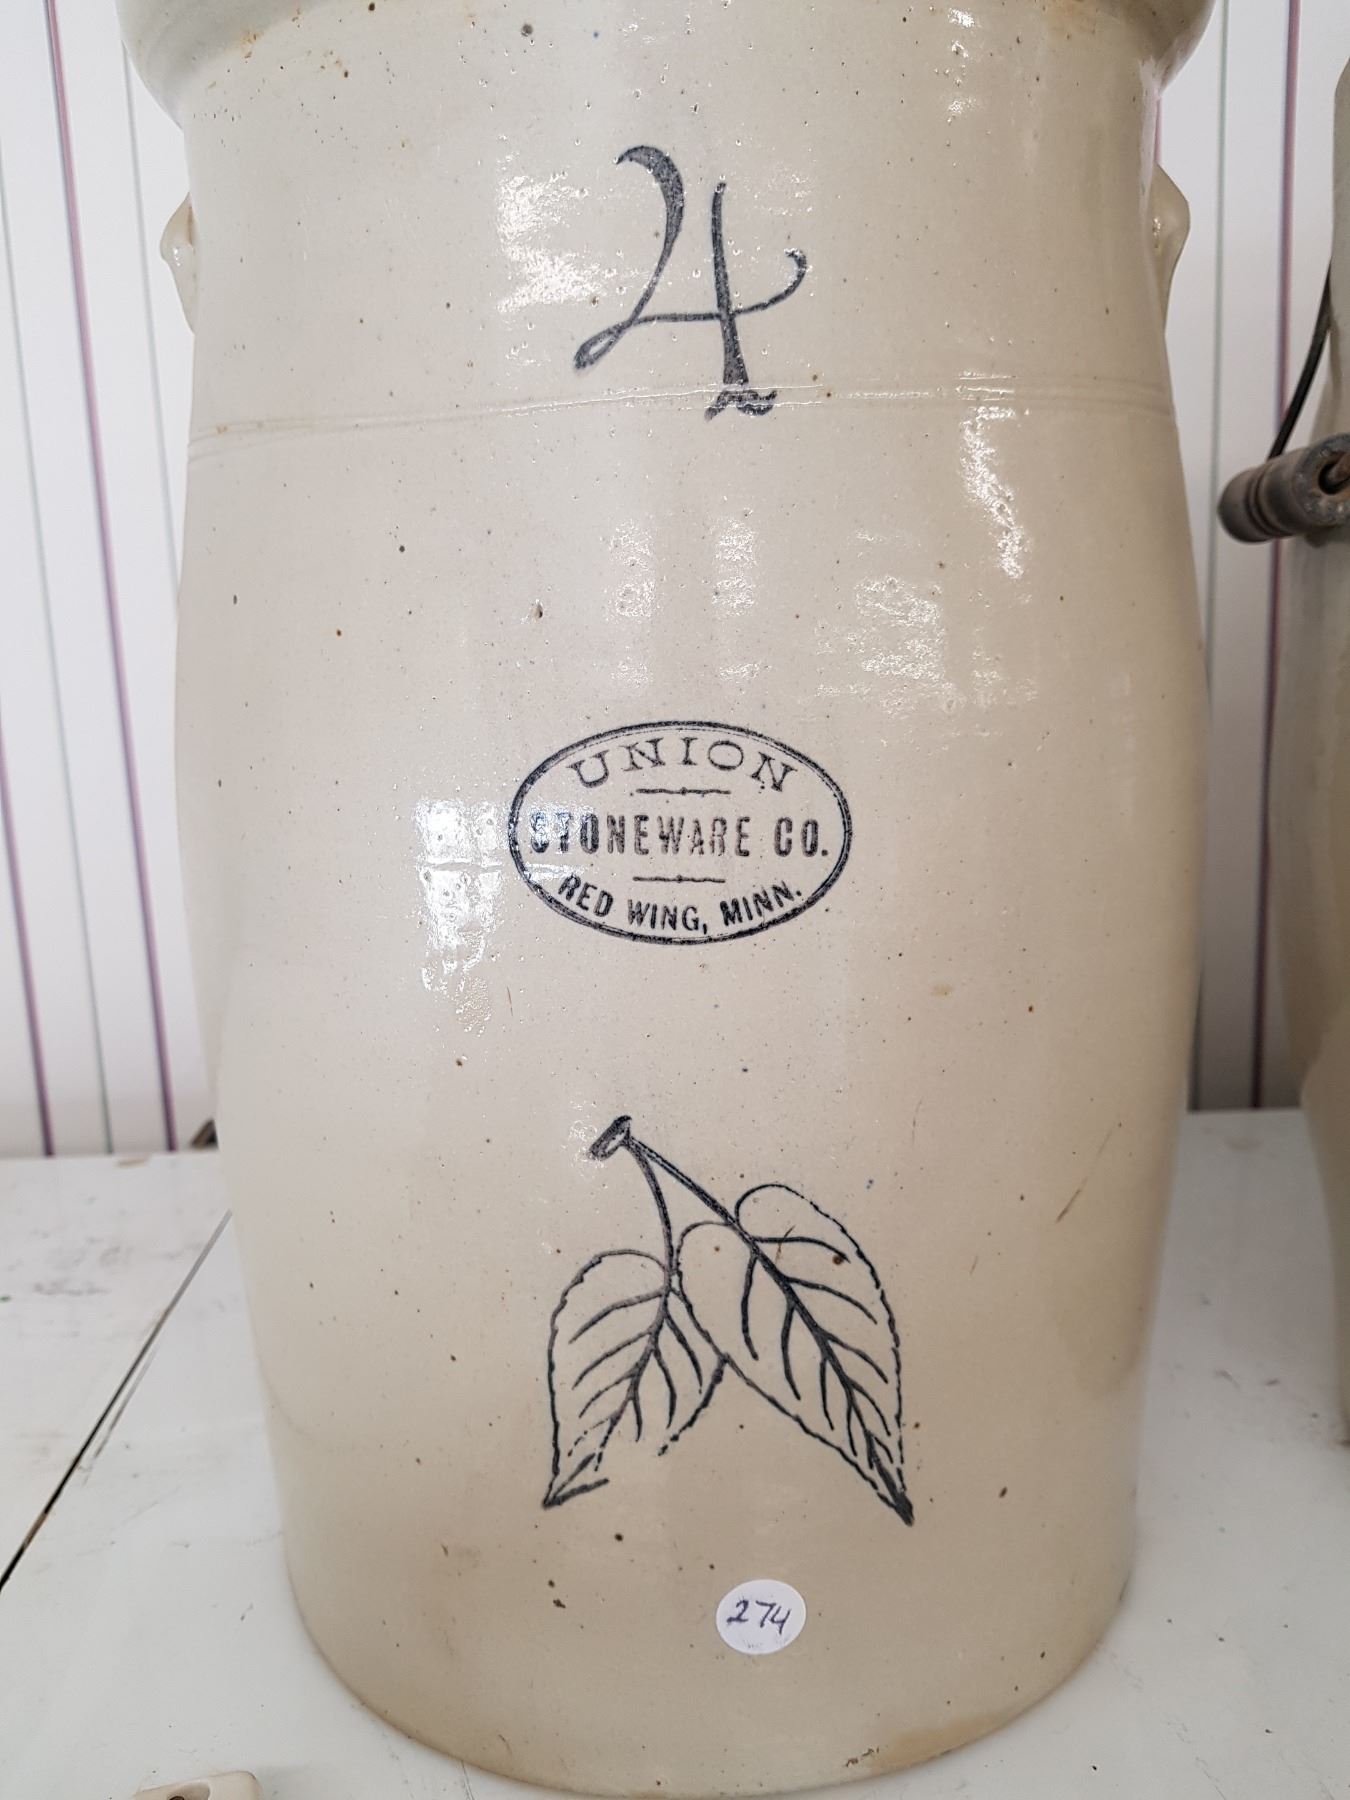 4
UNION
STONEWARE CO.
RED WING, MINN.
274